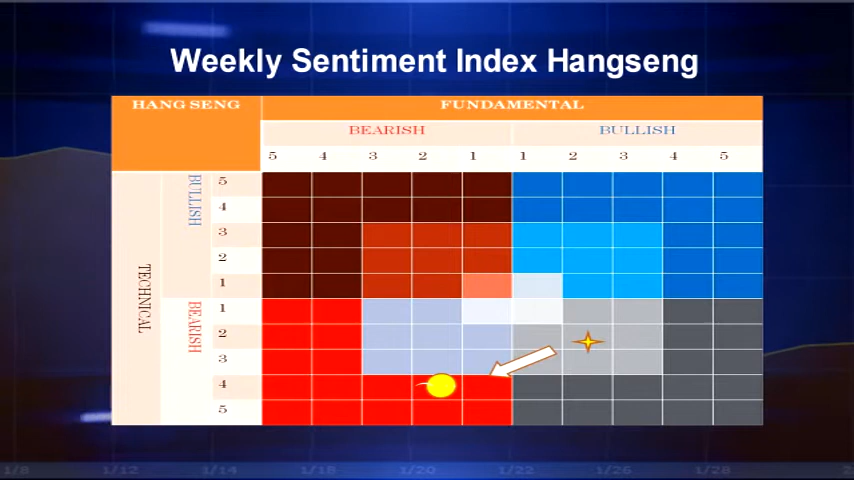 Weekly Sentiment Index Hangseng
HANG SENG FUNDAMENTAL
BEARISH BULLISH
5 4 3 2 1 1 2 3 4 5
TECHNICAL
BULLISH
5
4
3
2
1
BEARISH
1
2
3
4
5
1/8 1/12 1/14 1/18 1/20 1/22 1/26 1/28